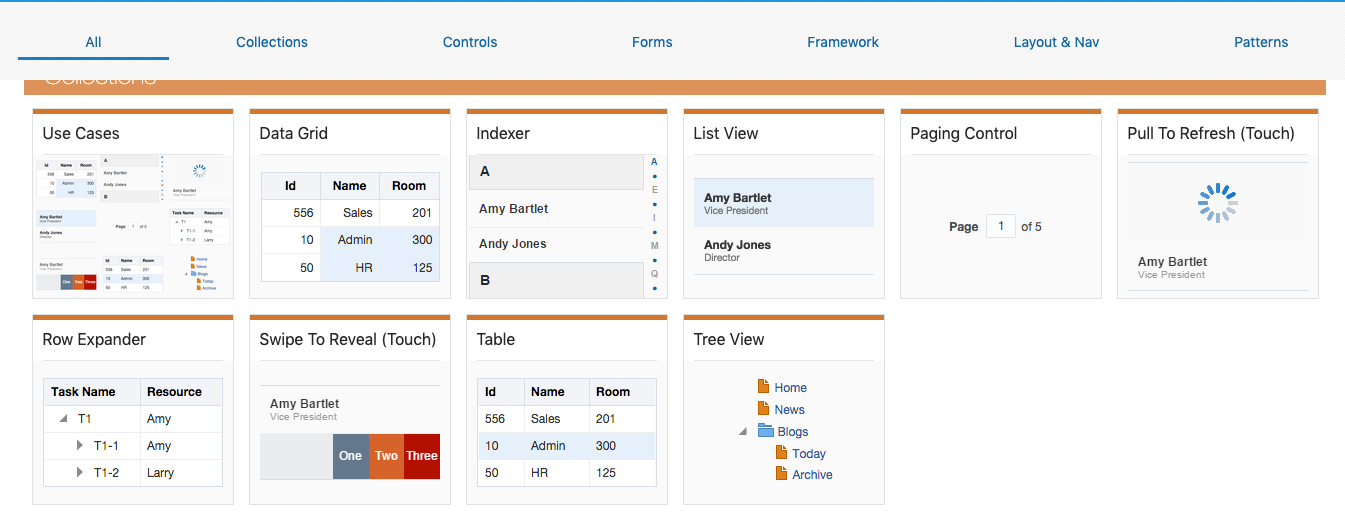 All Collections Controls Forms Framework Layout & Nav Patterns
Collections
Use Cases
Id Name Room
556 Sales 201
10 Admin 300
50 HR 125
A
Amy Bartlet
Andy Jones
B
Amy Bartlet
Vice President
Amy Bartlet
Vice President
Andy Jones
Director
Page 1 of 5
Task Name Resource
T1 Amy
T1-1 Amy
T1-2 Larry
Amy Bartlet
Vice President
One Two Three
Id Name Room
556 Sales 201
10 Admin 300
50 HR 125
Home
News
Blogs
Today
Archive
Data Grid
Id Name Room
556 Sales 201
10 Admin 300
50 HR 125
Indexer
A
Amy Bartlet
Andy Jones
B
A
E
I
M
Q
List View
Amy Bartlet
Vice President
Andy Jones
Director
Paging Control
Page 1 of 5
Pull To Refresh (Touch)
Amy Bartlet
Vice President
Row Expander
Task Name Resource
T1 Amy
T1-1 Amy
T1-2 Larry
Swipe To Reveal (Touch)
Amy Bartlet
Vice President
One Two Three
Table
Id Name Room
556 Sales 201
10 Admin 300
50 HR 125
Tree View
Home
News
Blogs
Today
Archive